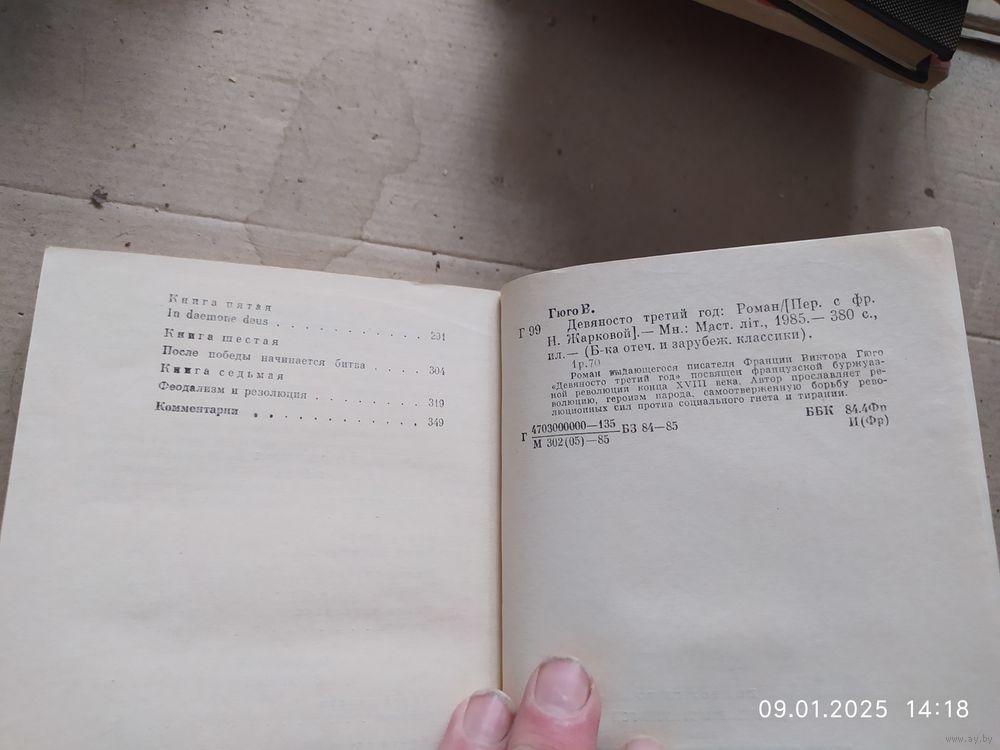 Книга пятая
In daemone deus . . . . . . . . . . . 291
Книга шестая
После победы начинается битва . . . . . 304
Книга седьмая
Феодализм и революция . . . . . . . . 319
Комментарии . . . . . . . . . . . . 349
Гюго В.
Г 99 Девяносто третий год: Роман/[Пер. с фр.
Н. Жарковой].— Мн.: Маст. літ., 1985.— 380 с.,
ил.— (Б-ка отеч. и зарубеж. классики).
1р.70
Роман выдающегося писателя Франции Виктора Гюго
«Девяносто третий год» посвящен французской буржуаз-
ной революции конца XVIII века. Автор прославляет ре-
волюцию, героизм народа, самоотверженную борьбу рево-
люционных сил против социального гнета и тирании.
Г 4703000000—135
М 302(05)—85 БЗ 84—85
ББК 84.4Фр
И(Фр)
09.01.2025 14:18
www.ay.by